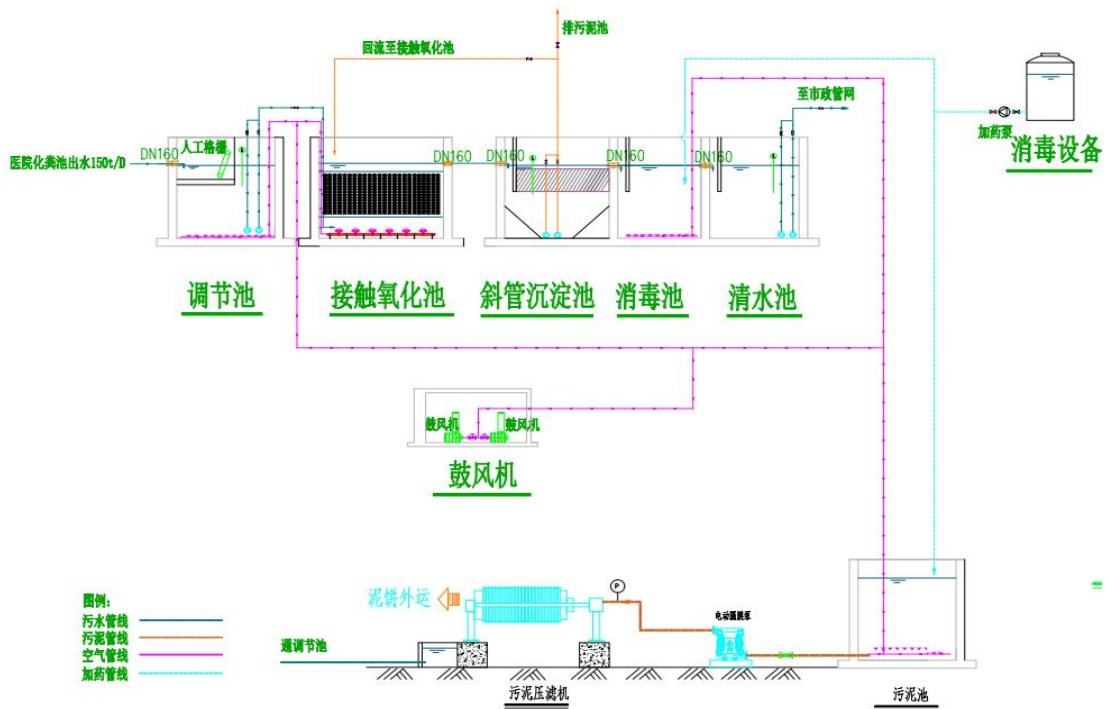 排污泥池
回流至接触氧化池
至市政管网
加药泵
消毒设备
医院化粪池出水150t/D
DN160
人工格栅
DN160
DN160
DN160
DN160
调节池
接触氧化池
斜管沉淀池
消毒池
清水池
鼓风机
鼓风机
鼓风机
图例:
污水管线
污泥管线
空气管线
加药管线
泥饼外运
P
电动隔膜泵
通调节池
污泥压滤机
污泥池